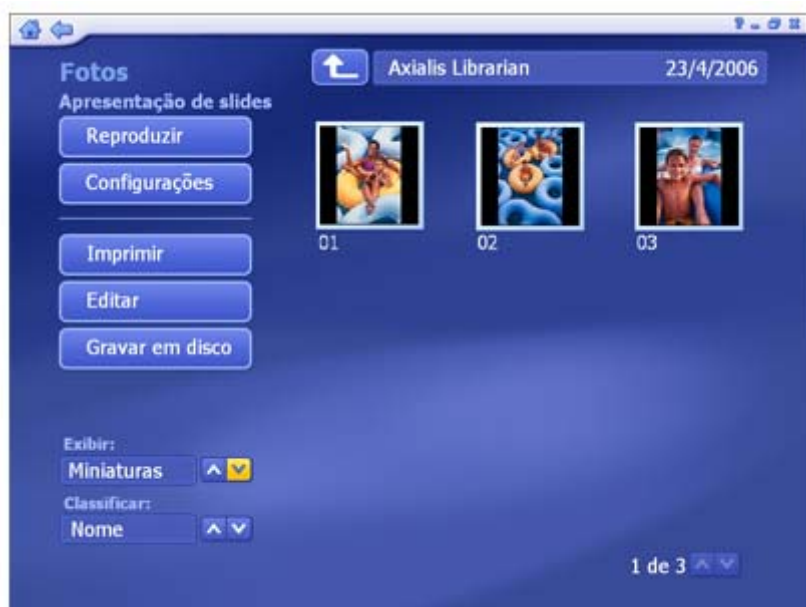 Fotos
Apresentação de slides
Reproduzir
Configurações
Imprimir
Editar
Gravar em disco
Exibir:
Miniaturas
Classificar:
Nome
Axialis Librarian 23/4/2006
01 02 03
1 de 3